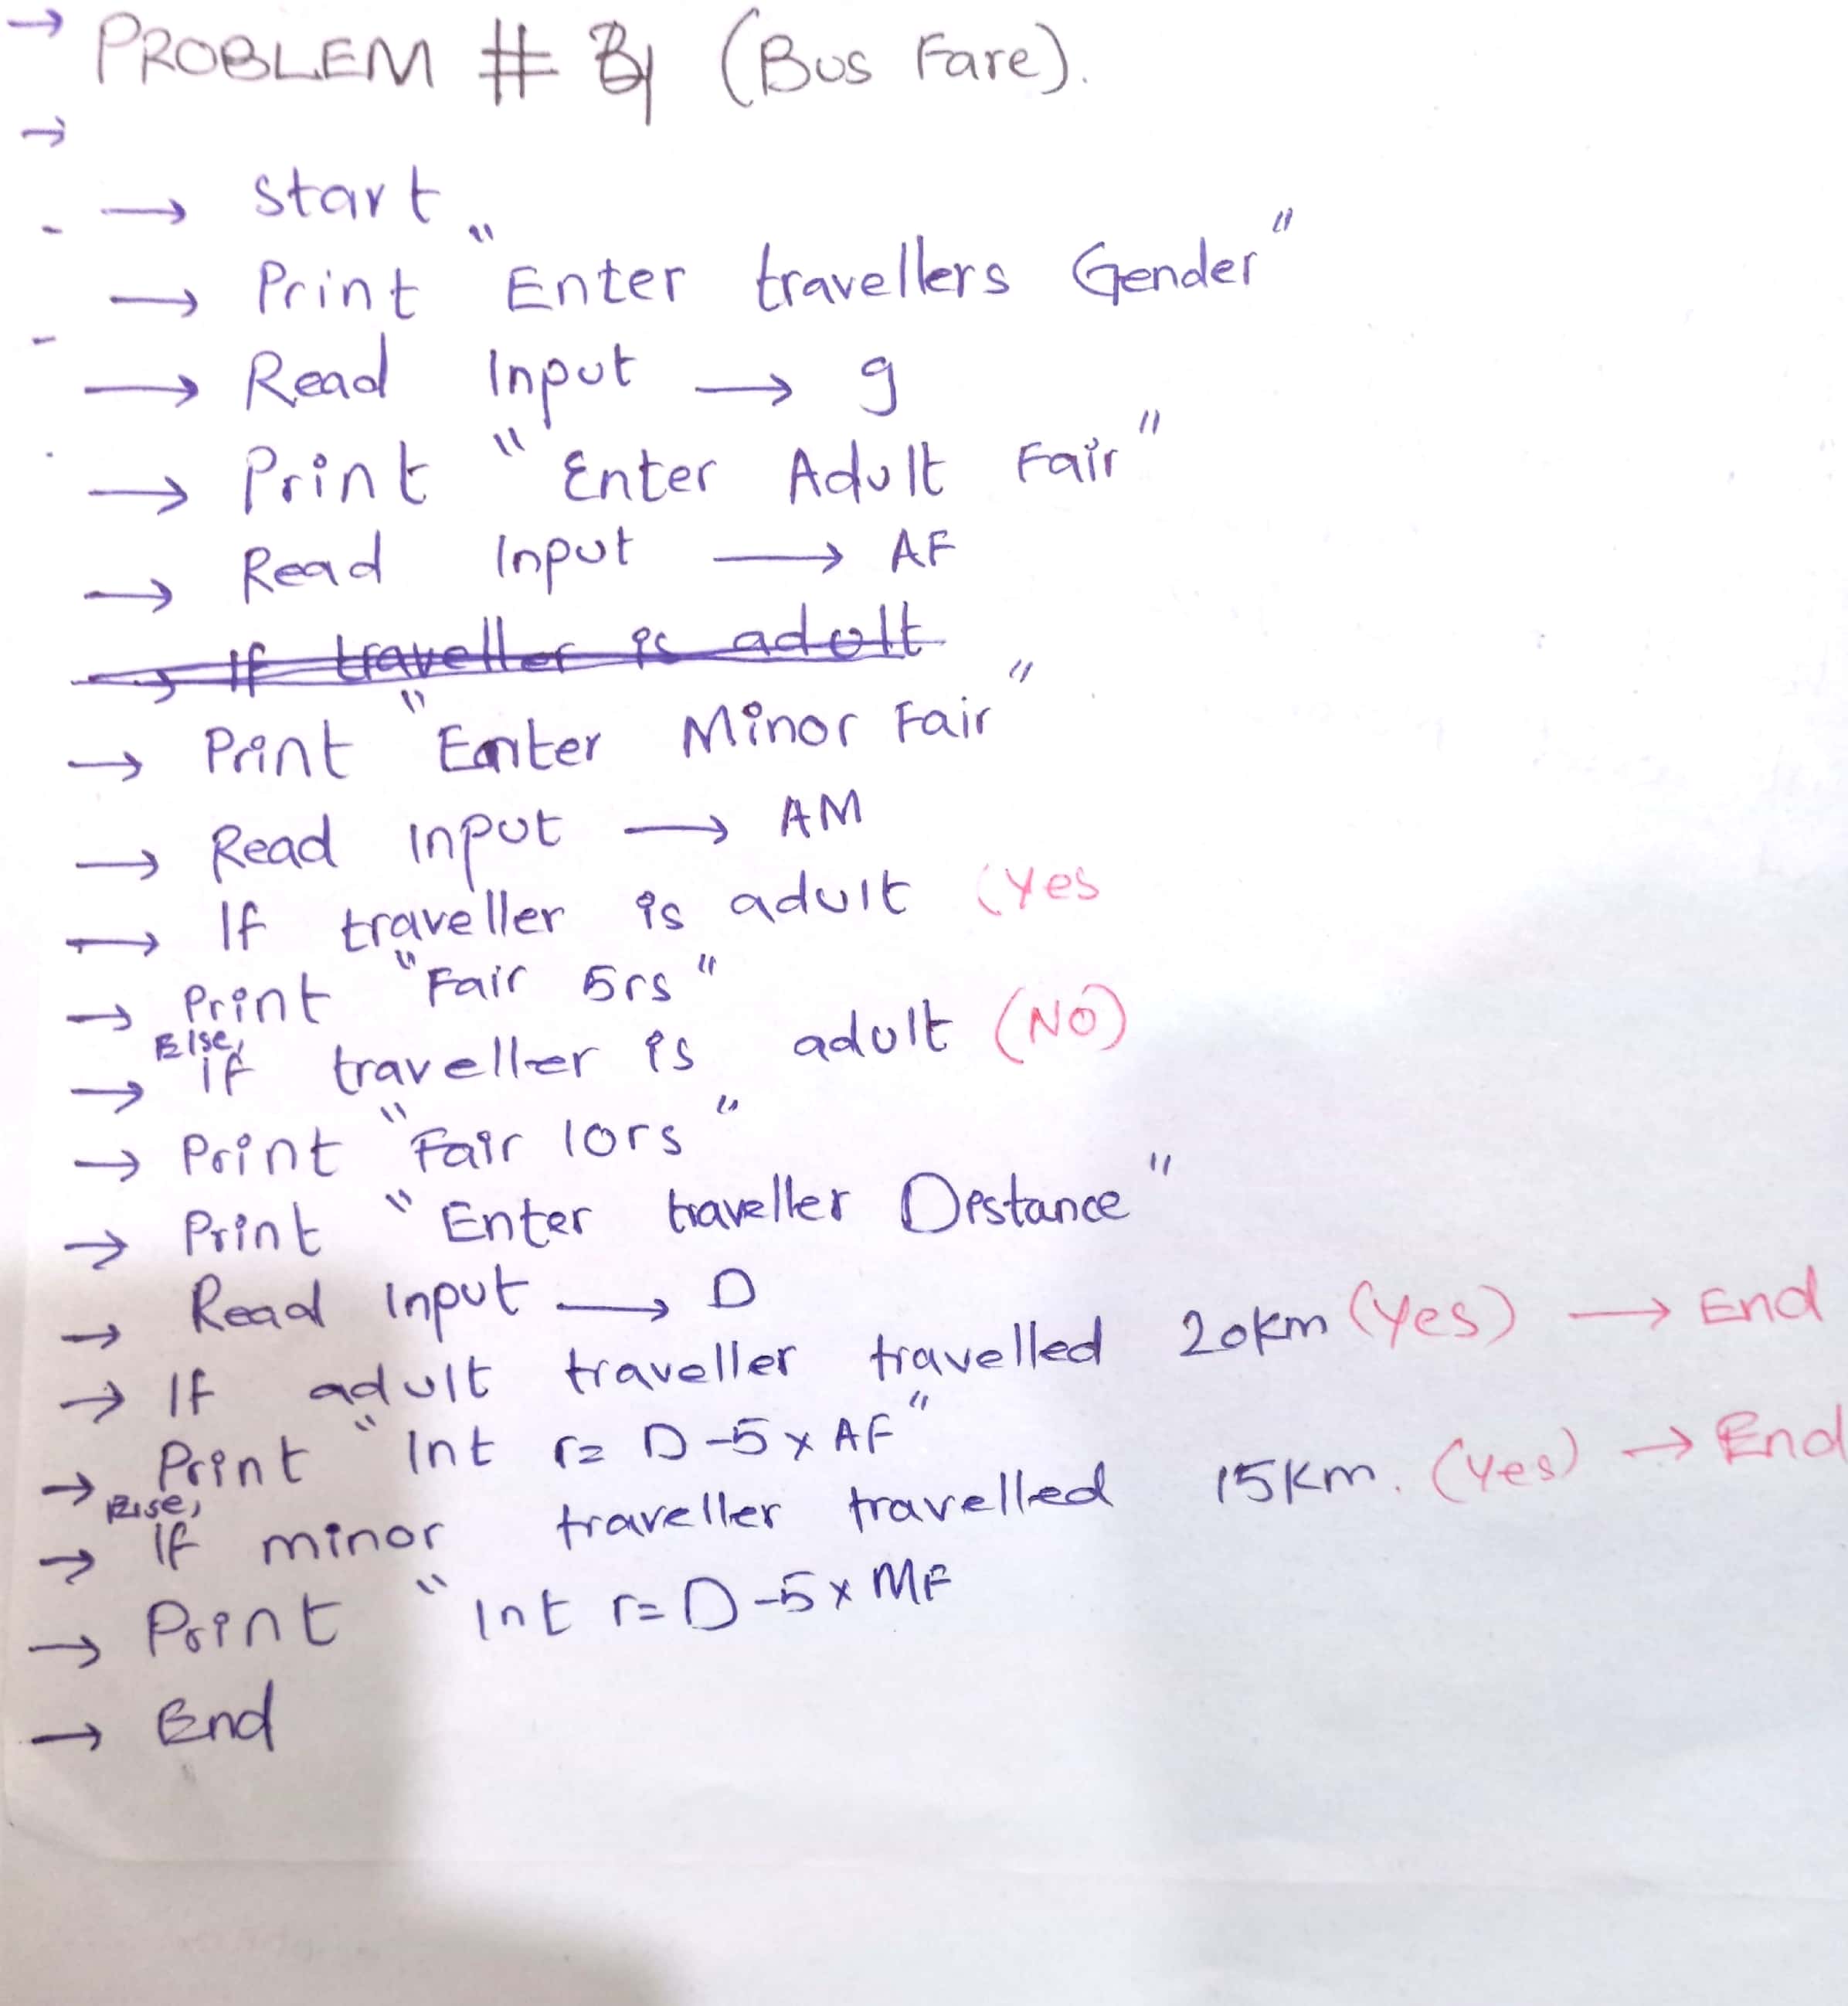 → PROBLEM # (Bus Fare).
→
→ Start
→ Print "Enter travellers Gender"
→ Read Input → g
→ Print "Enter Adult Fair"
→ Read Input → AF
→ If traveller is adult
→ Print "Enter Minor Fair"
→ Read Input → AM
→ If traveller is adult (Yes
→ Print "Fair 5rs"
→ Else, if traveller is adult (NO)
→ Print "Fair 10rs"
→ Print "Enter traveller Distance"
→ Read Input → D
→ If adult traveller travelled 20km (Yes) → End
→ Print "Int r= D-5 x AF"
→ Else, If minor traveller travelled 15km. (Yes) → End
→ Print "Int r= D-5 x MF
→ End